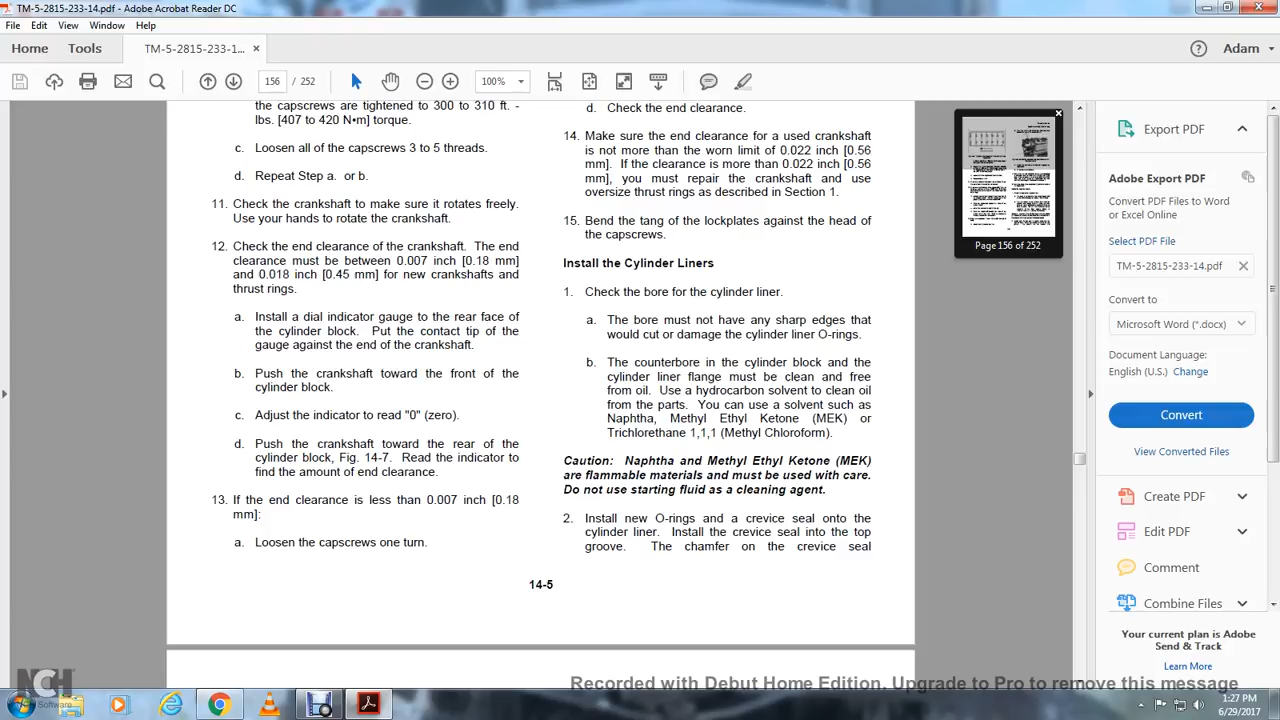 TM-5-2815-233-14.pdf - Adobe Acrobat Reader DC
File Edit View Window Help
Home Tools TM-5-2815-233-1... ×
Adam
156 / 252
100%
the capscrews are tightened to 300 to 310 ft. -
lbs. [407 to 420 N•m] torque.
c. Loosen all of the capscrews 3 to 5 threads.
d. Repeat Step a. or b.
11. Check the crankshaft to make sure it rotates freely.
Use your hands to rotate the crankshaft.
12. Check the end clearance of the crankshaft. The end
clearance must be between 0.007 inch [0.18 mm]
and 0.018 inch [0.45 mm] for new crankshafts and
thrust rings.
a. Install a dial indicator gauge to the rear face of
the cylinder block. Put the contact tip of the
gauge against the end of the crankshaft.
b. Push the crankshaft toward the front of the
cylinder block.
c. Adjust the indicator to read "0" (zero).
d. Push the crankshaft toward the rear of the
cylinder block, Fig. 14-7. Read the indicator to
find the amount of end clearance.
13. If the end clearance is less than 0.007 inch [0.18
mm]:
a. Loosen the capscrews one turn.
d. Check the end clearance.
14. Make sure the end clearance for a used crankshaft
is not more than the worn limit of 0.022 inch [0.56
mm]. If the clearance is more than 0.022 inch [0.56
mm], you must repair the crankshaft and use
oversize thrust rings as described in Section 1.
15. Bend the tang of the lockplates against the head of
the capscrews.
Install the Cylinder Liners
1. Check the bore for the cylinder liner.
a. The bore must not have any sharp edges that
would cut or damage the cylinder liner O-rings.
b. The counterbore in the cylinder block and the
cylinder liner flange must be clean and free
from oil. Use a hydrocarbon solvent to clean oil
from the parts. You can use a solvent such as
Naphtha, Methyl Ethyl Ketone (MEK) or
Trichlorethane 1,1,1 (Methyl Chloroform).
Caution: Naphtha and Methyl Ethyl Ketone (MEK)
are flammable materials and must be used with care.
Do not use starting fluid as a cleaning agent.
2. Install new O-rings and a crevice seal onto the
cylinder liner. Install the crevice seal into the top
groove. The chamfer on the crevice seal
14-5
Page 156 of 252
Export PDF
Adobe Export PDF
Convert PDF Files to Word
or Excel Online
Select PDF File
TM-5-2815-233-14.pdf
Convert to
Microsoft Word (*.docx)
Document Language:
English (U.S.) Change
Convert
View Converted Files
Create PDF
Edit PDF
Comment
Combine Files
Your current plan is Adobe
Send & Track
Learn More
NCH
Software
Recorded with Debut Home Edition. Upgrade to Pro to remove this message
1:27 PM
6/29/2017